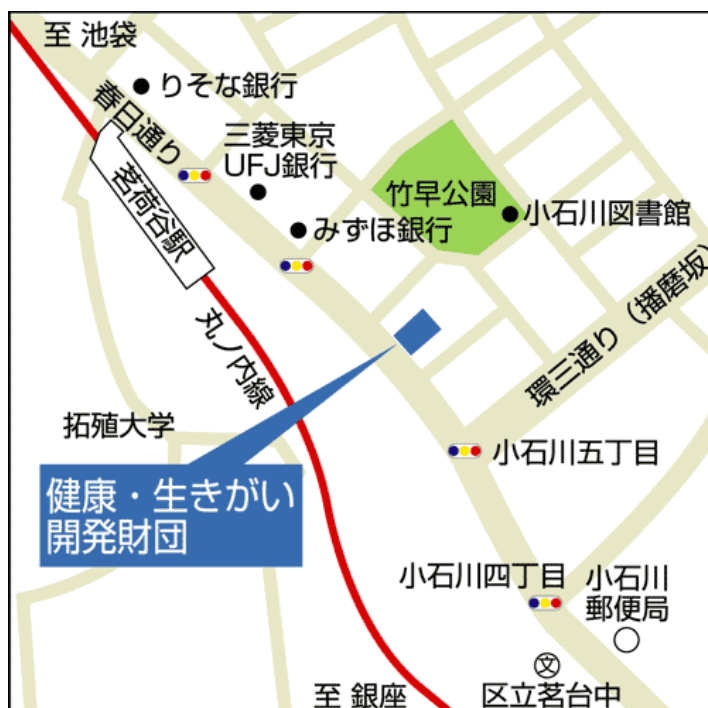 至 池袋
りそな銀行
春日通り
三菱東京
UFJ銀行
茗荷谷駅
みずほ銀行
竹早公園
小石川図書館
丸ノ内線
環三通り（播磨坂）
拓殖大学
小石川五丁目
健康・生きがい
開発財団
小石川四丁目
小石川
郵便局
文
区立茗台中
至 銀座